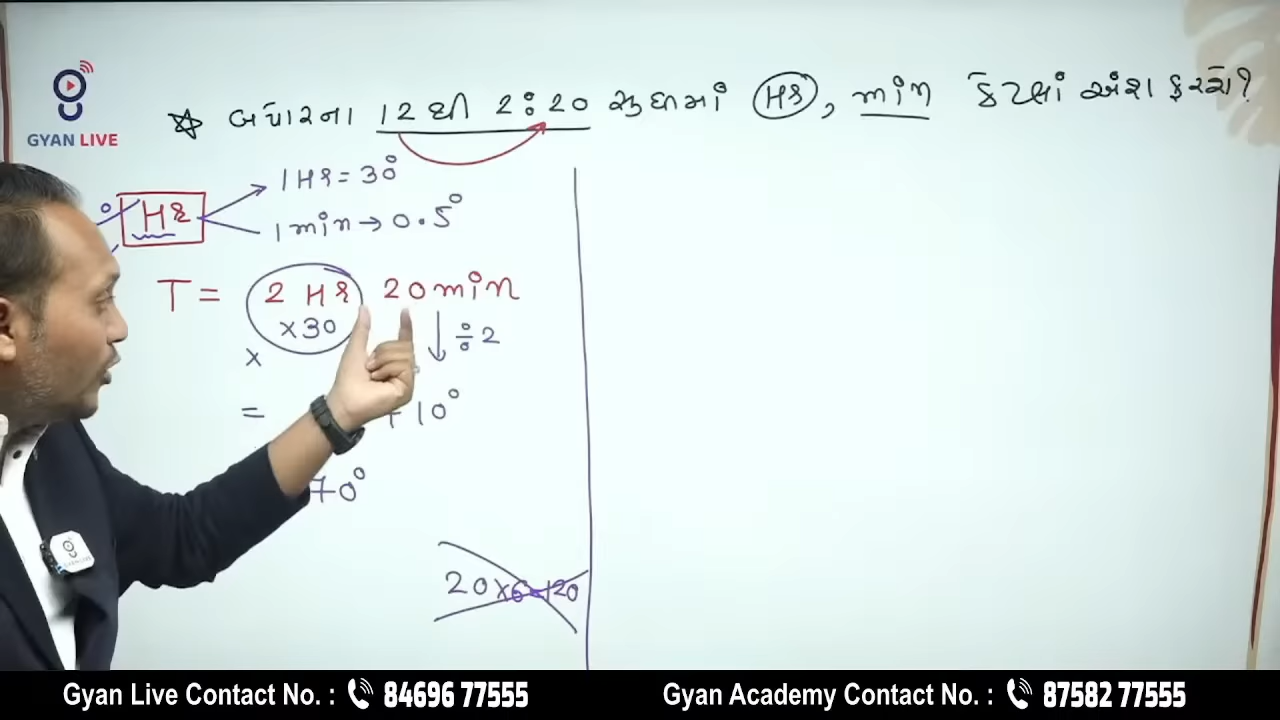 GYAN LIVE
☆ બપોરના 12થી 2:20 સુધીમાં (HR), min કેટલાં અંશ ફરશે?
HR
1 HR = 30°
1 min → 0.5°
T = 2 HR 20 min
×30 ↓ ÷2
×
= + 10°
70°
20×6=120
Gyan Live Contact No. : 84696 77555 Gyan Academy Contact No. : 87582 77555